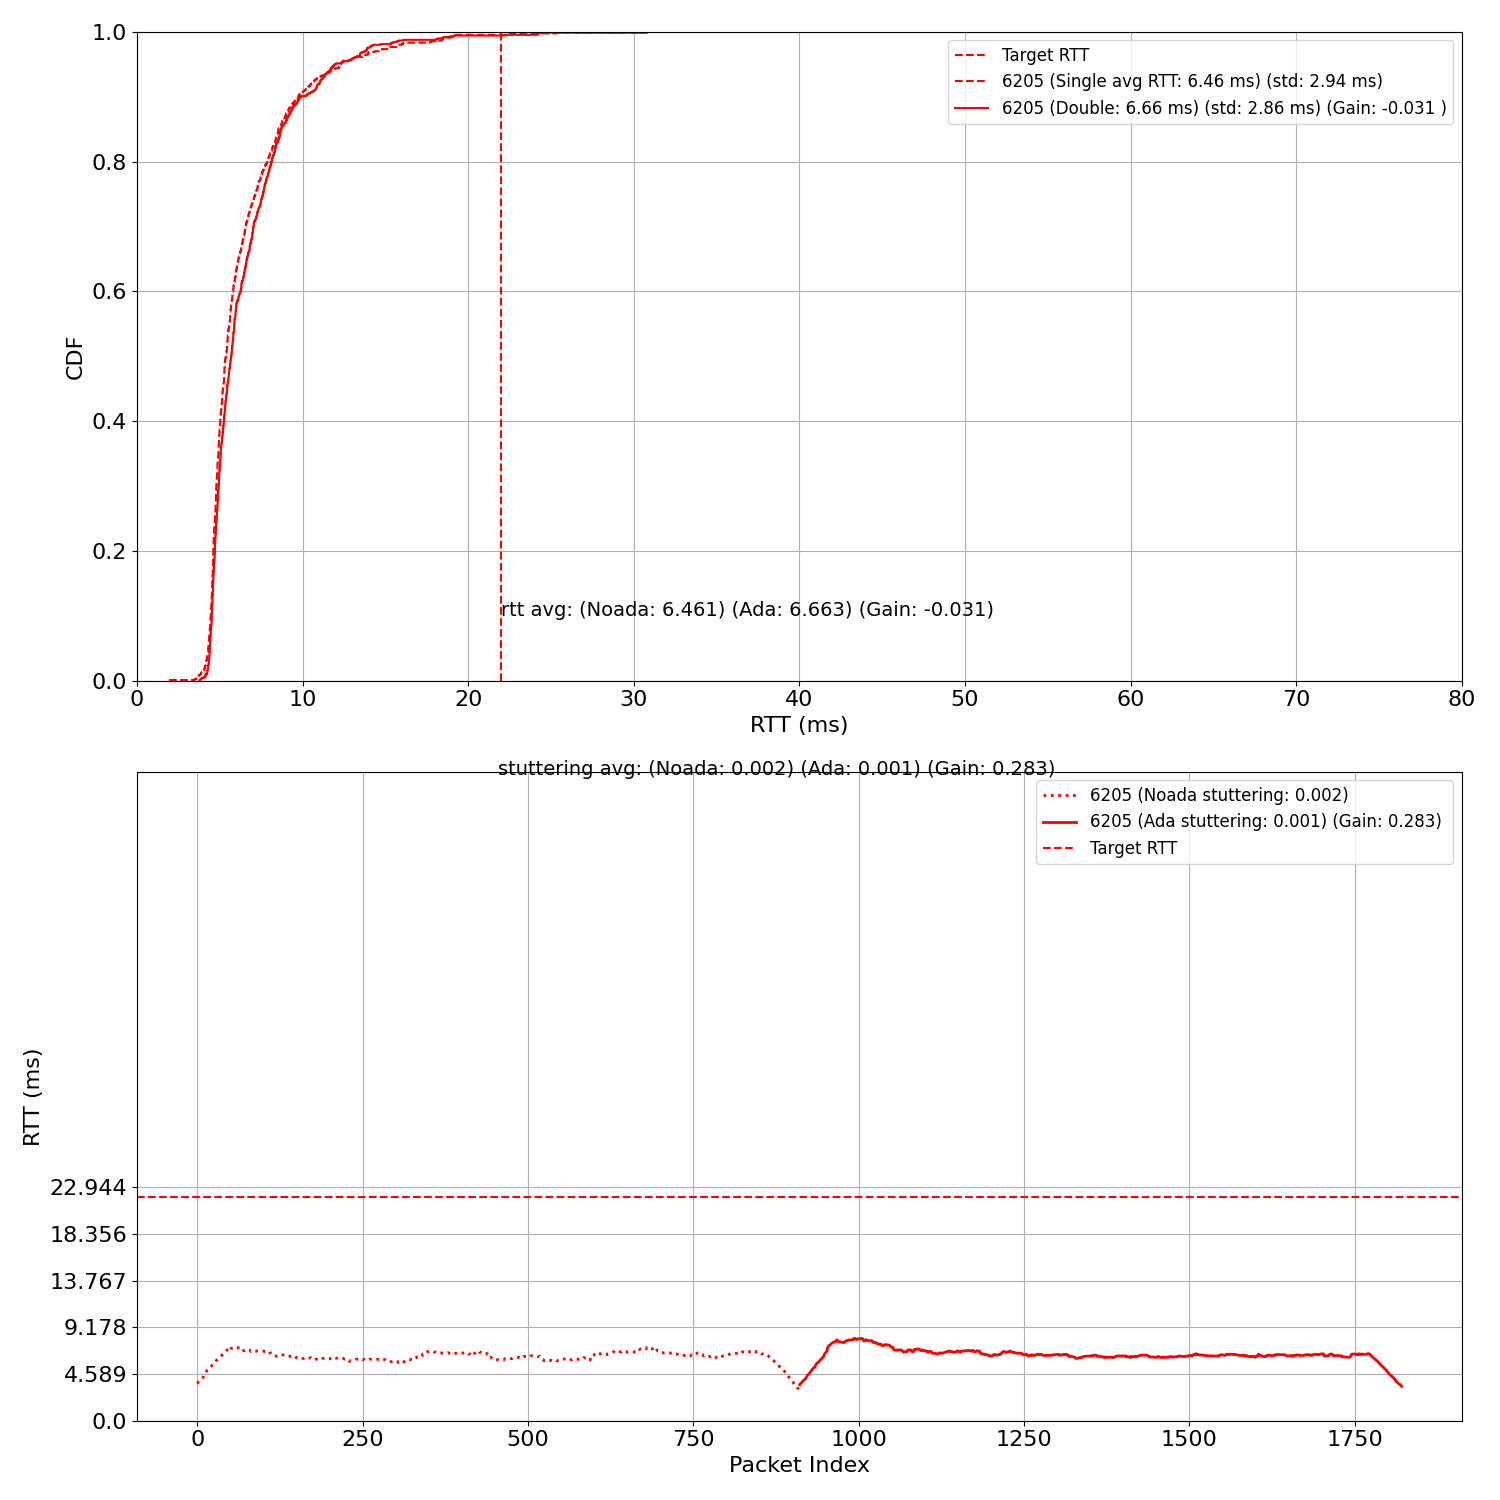 1.0
0.8
0.6
0.4
0.2
0.0
CDF
Target RTT
6205 (Single avg RTT: 6.46 ms) (std: 2.94 ms)
6205 (Double: 6.66 ms) (std: 2.86 ms) (Gain: -0.031 )
rtt avg: (Noada: 6.461) (Ada: 6.663) (Gain: -0.031)
0 10 20 30 40 50 60 70 80
RTT (ms)
stuttering avg: (Noada: 0.002) (Ada: 0.001) (Gain: 0.283)
6205 (Noada stuttering: 0.002)
6205 (Ada stuttering: 0.001) (Gain: 0.283)
Target RTT
RTT (ms)
22.944
18.356
13.767
9.178
4.589
0.0
0 250 500 750 1000 1250 1500 1750
Packet Index